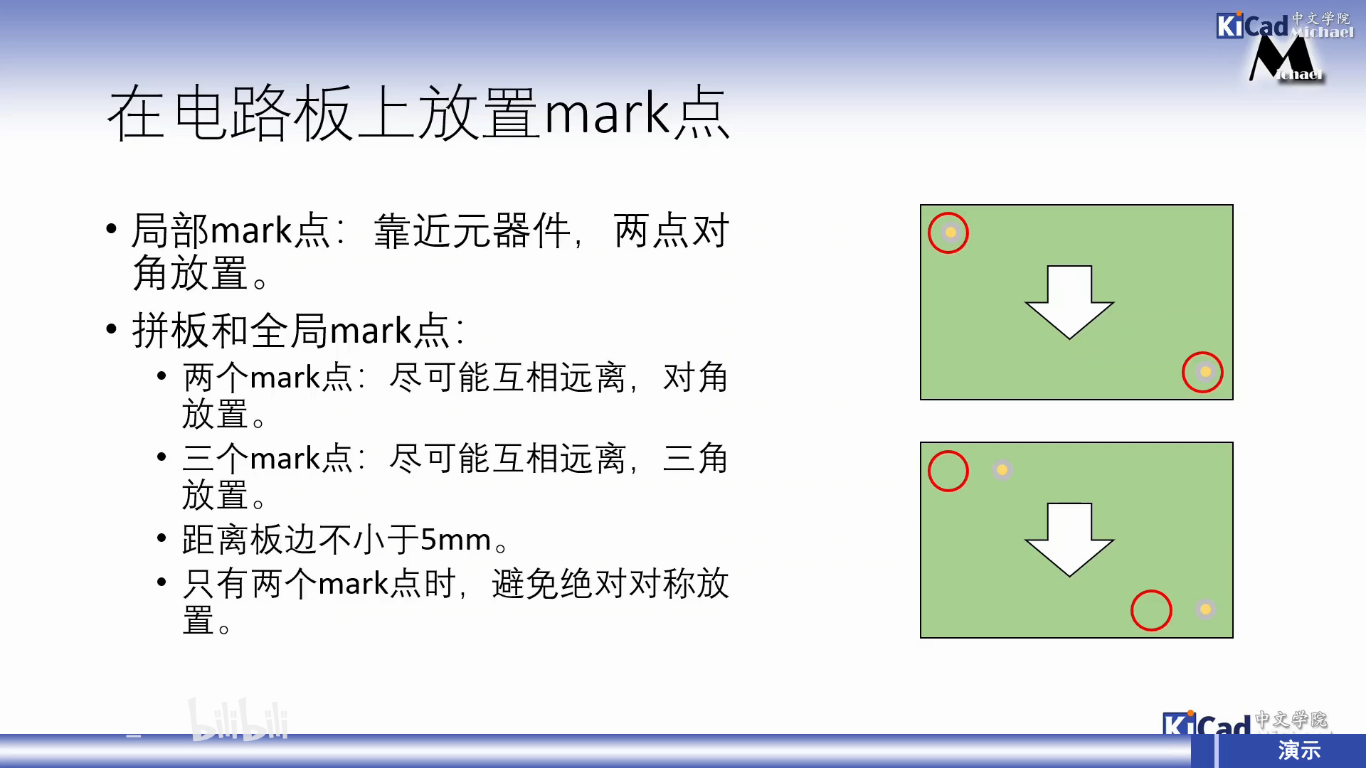 KiCad 中文学院
Michael
Michael
在电路板上放置mark点
• 局部mark点：靠近元器件，两点对
角放置。
• 拼板和全局mark点：
• 两个mark点：尽可能互相远离，对角
放置。
• 三个mark点：尽可能互相远离，三角
放置。
• 距离板边不小于5mm。
• 只有两个mark点时，避免绝对对称放
置。
bilibili
KiCad 中文学院
演示